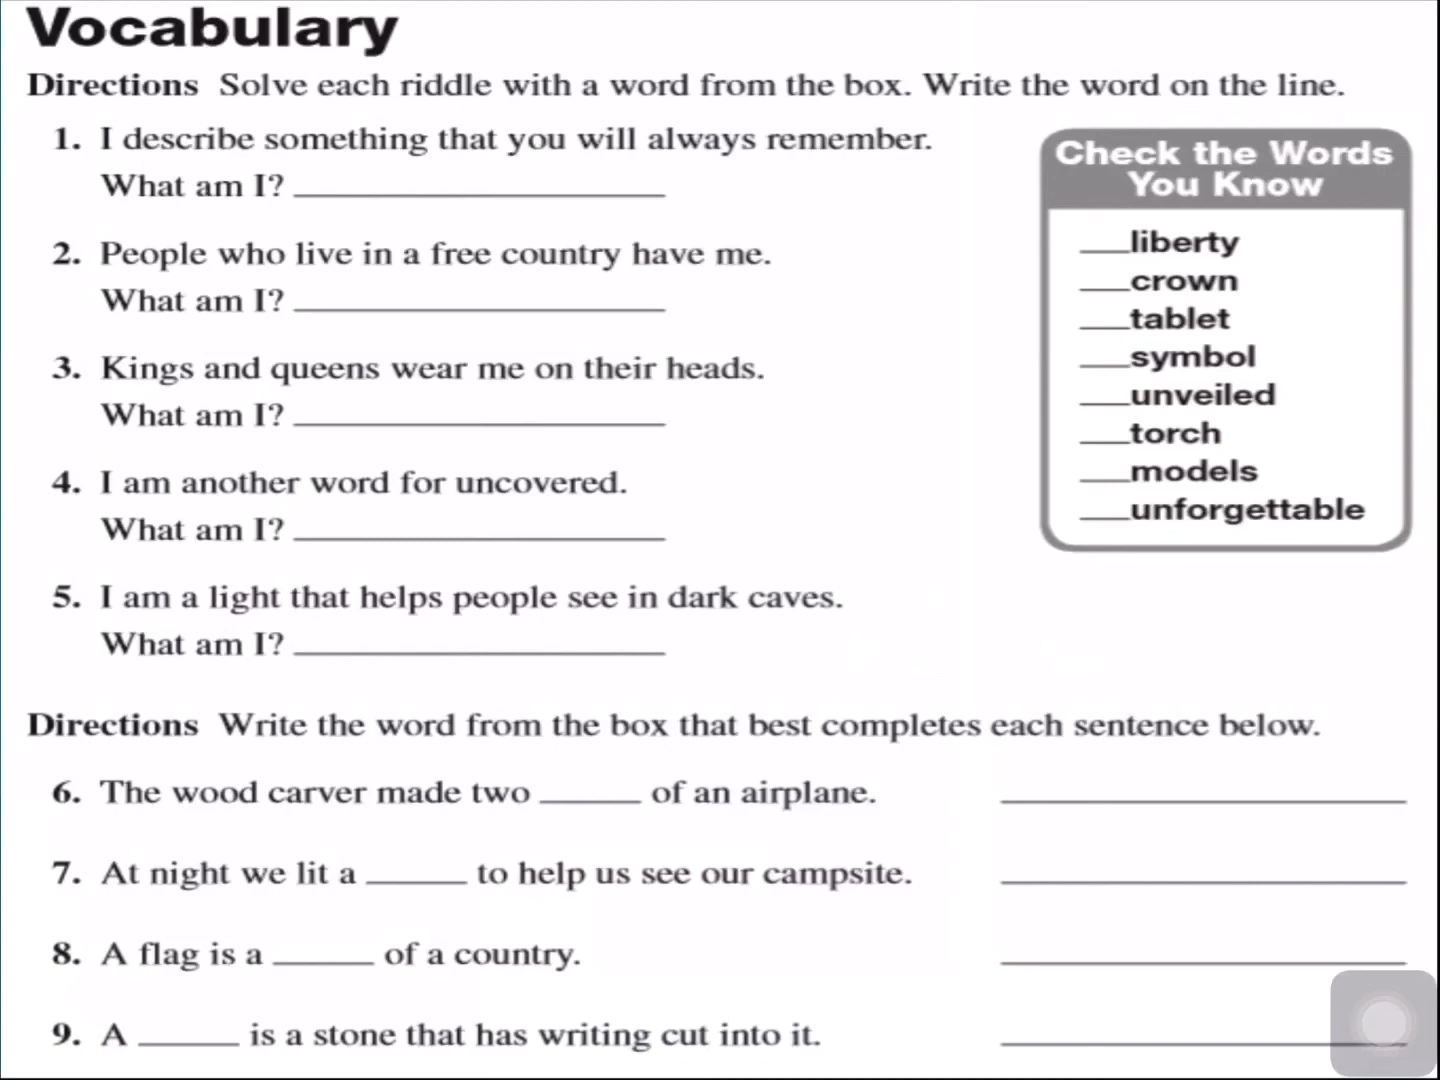 Vocabulary
Directions Solve each riddle with a word from the box. Write the word on the line.
1. I describe something that you will always remember.
What am I? ____________________
2. People who live in a free country have me.
What am I? ____________________
3. Kings and queens wear me on their heads.
What am I? ____________________
4. I am another word for uncovered.
What am I? ____________________
5. I am a light that helps people see in dark caves.
What am I? ____________________
Check the Words
You Know
___liberty
___crown
___tablet
___symbol
___unveiled
___torch
___models
___unforgettable
Directions Write the word from the box that best completes each sentence below.
6. The wood carver made two ______ of an airplane. ____________________
7. At night we lit a ______ to help us see our campsite. ____________________
8. A flag is a ______ of a country. ____________________
9. A ______ is a stone that has writing cut into it. ____________________